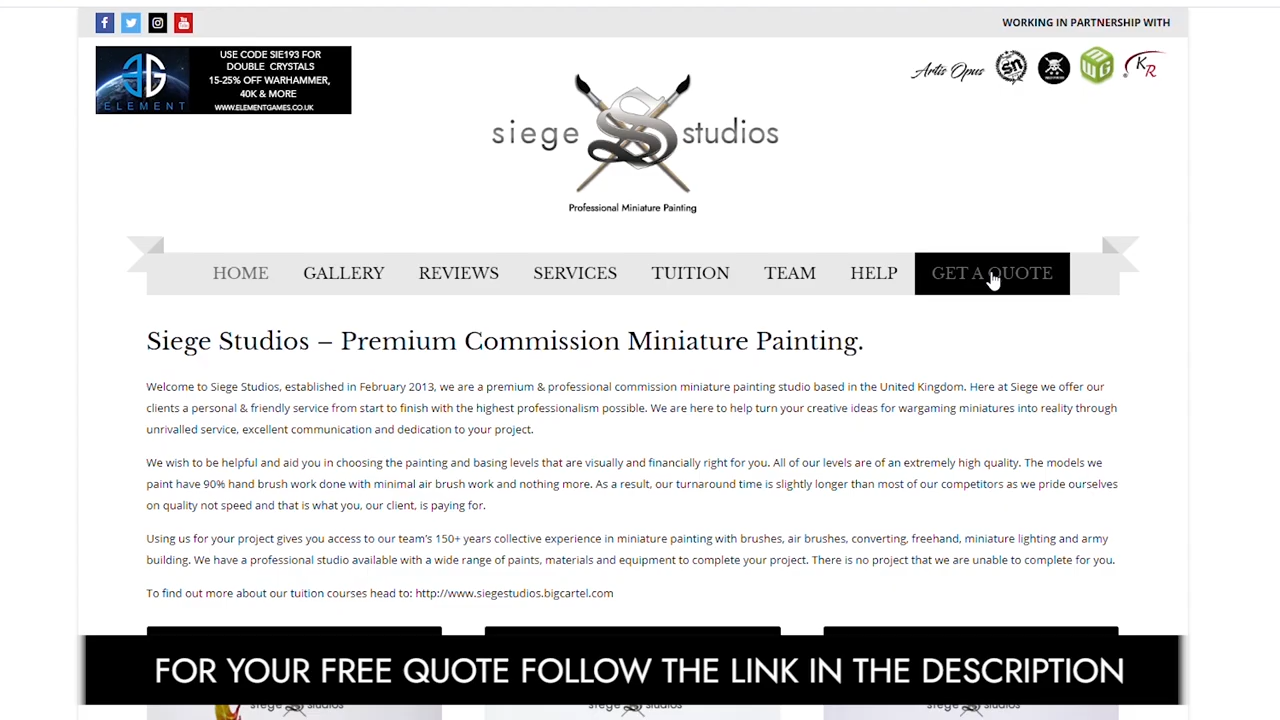 WORKING IN PARTNERSHIP WITH
USE CODE SIE193 FOR
DOUBLE CRYSTALS
15-25% OFF WARHAMMER,
40K & MORE
WWW.ELEMENTGAMES.CO.UK
ELEMENT
Artis Opus
KR
siege studios
Professional Miniature Painting
HOME GALLERY REVIEWS SERVICES TUITION TEAM HELP GET A QUOTE
Siege Studios – Premium Commission Miniature Painting.
Welcome to Siege Studios, established in February 2013, we are a premium & professional commission miniature painting studio based in the United Kingdom. Here at Siege we offer our
clients a personal & friendly service from start to finish with the highest professionalism possible. We are here to help turn your creative ideas for wargaming miniatures into reality through
unrivalled service, excellent communication and dedication to your project.
We wish to be helpful and aid you in choosing the painting and basing levels that are visually and financially right for you. All of our levels are of an extremely high quality. The models we
paint have 90% hand brush work done with minimal air brush work and nothing more. As a result, our turnaround time is slightly longer than most of our competitors as we pride ourselves
on quality not speed and that is what you, our client, is paying for.
Using us for your project gives you access to our team's 150+ years collective experience in miniature painting with brushes, air brushes, converting, freehand, miniature lighting and army
building. We have a professional studio available with a wide range of paints, materials and equipment to complete your project. There is no project that we are unable to complete for you.
To find out more about our tuition courses head to: http://www.siegestudios.bigcartel.com
FOR YOUR FREE QUOTE FOLLOW THE LINK IN THE DESCRIPTION
siege studios siege studios siege studios